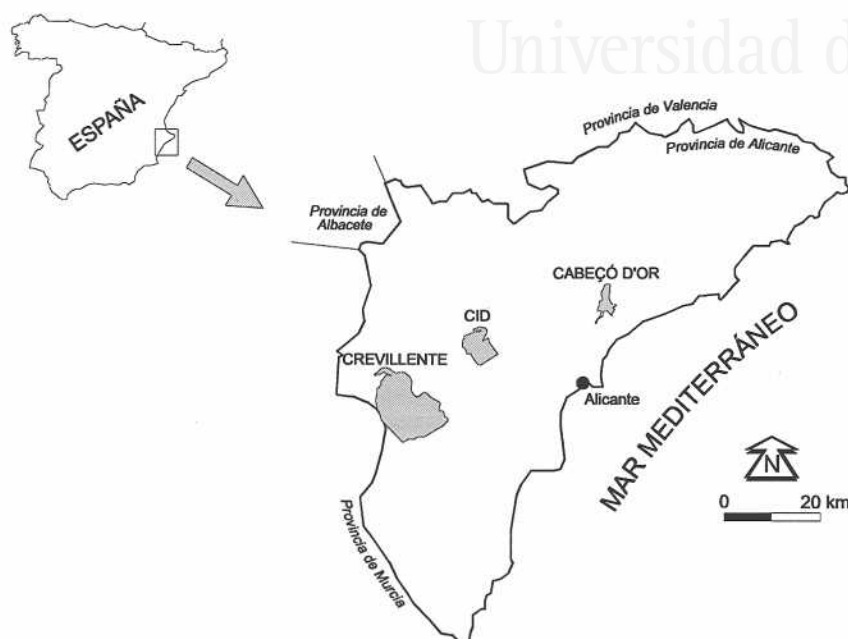 Universidad d
ESPAÑA
Provincia de Valencia
Provincia de Alicante
Provincia de
Albacete
CABEÇÓ D'OR
CID
CREVILLENTE
Alicante
MAR MEDITERRÁNEO
N
0 20 km
Provincia de Murcia